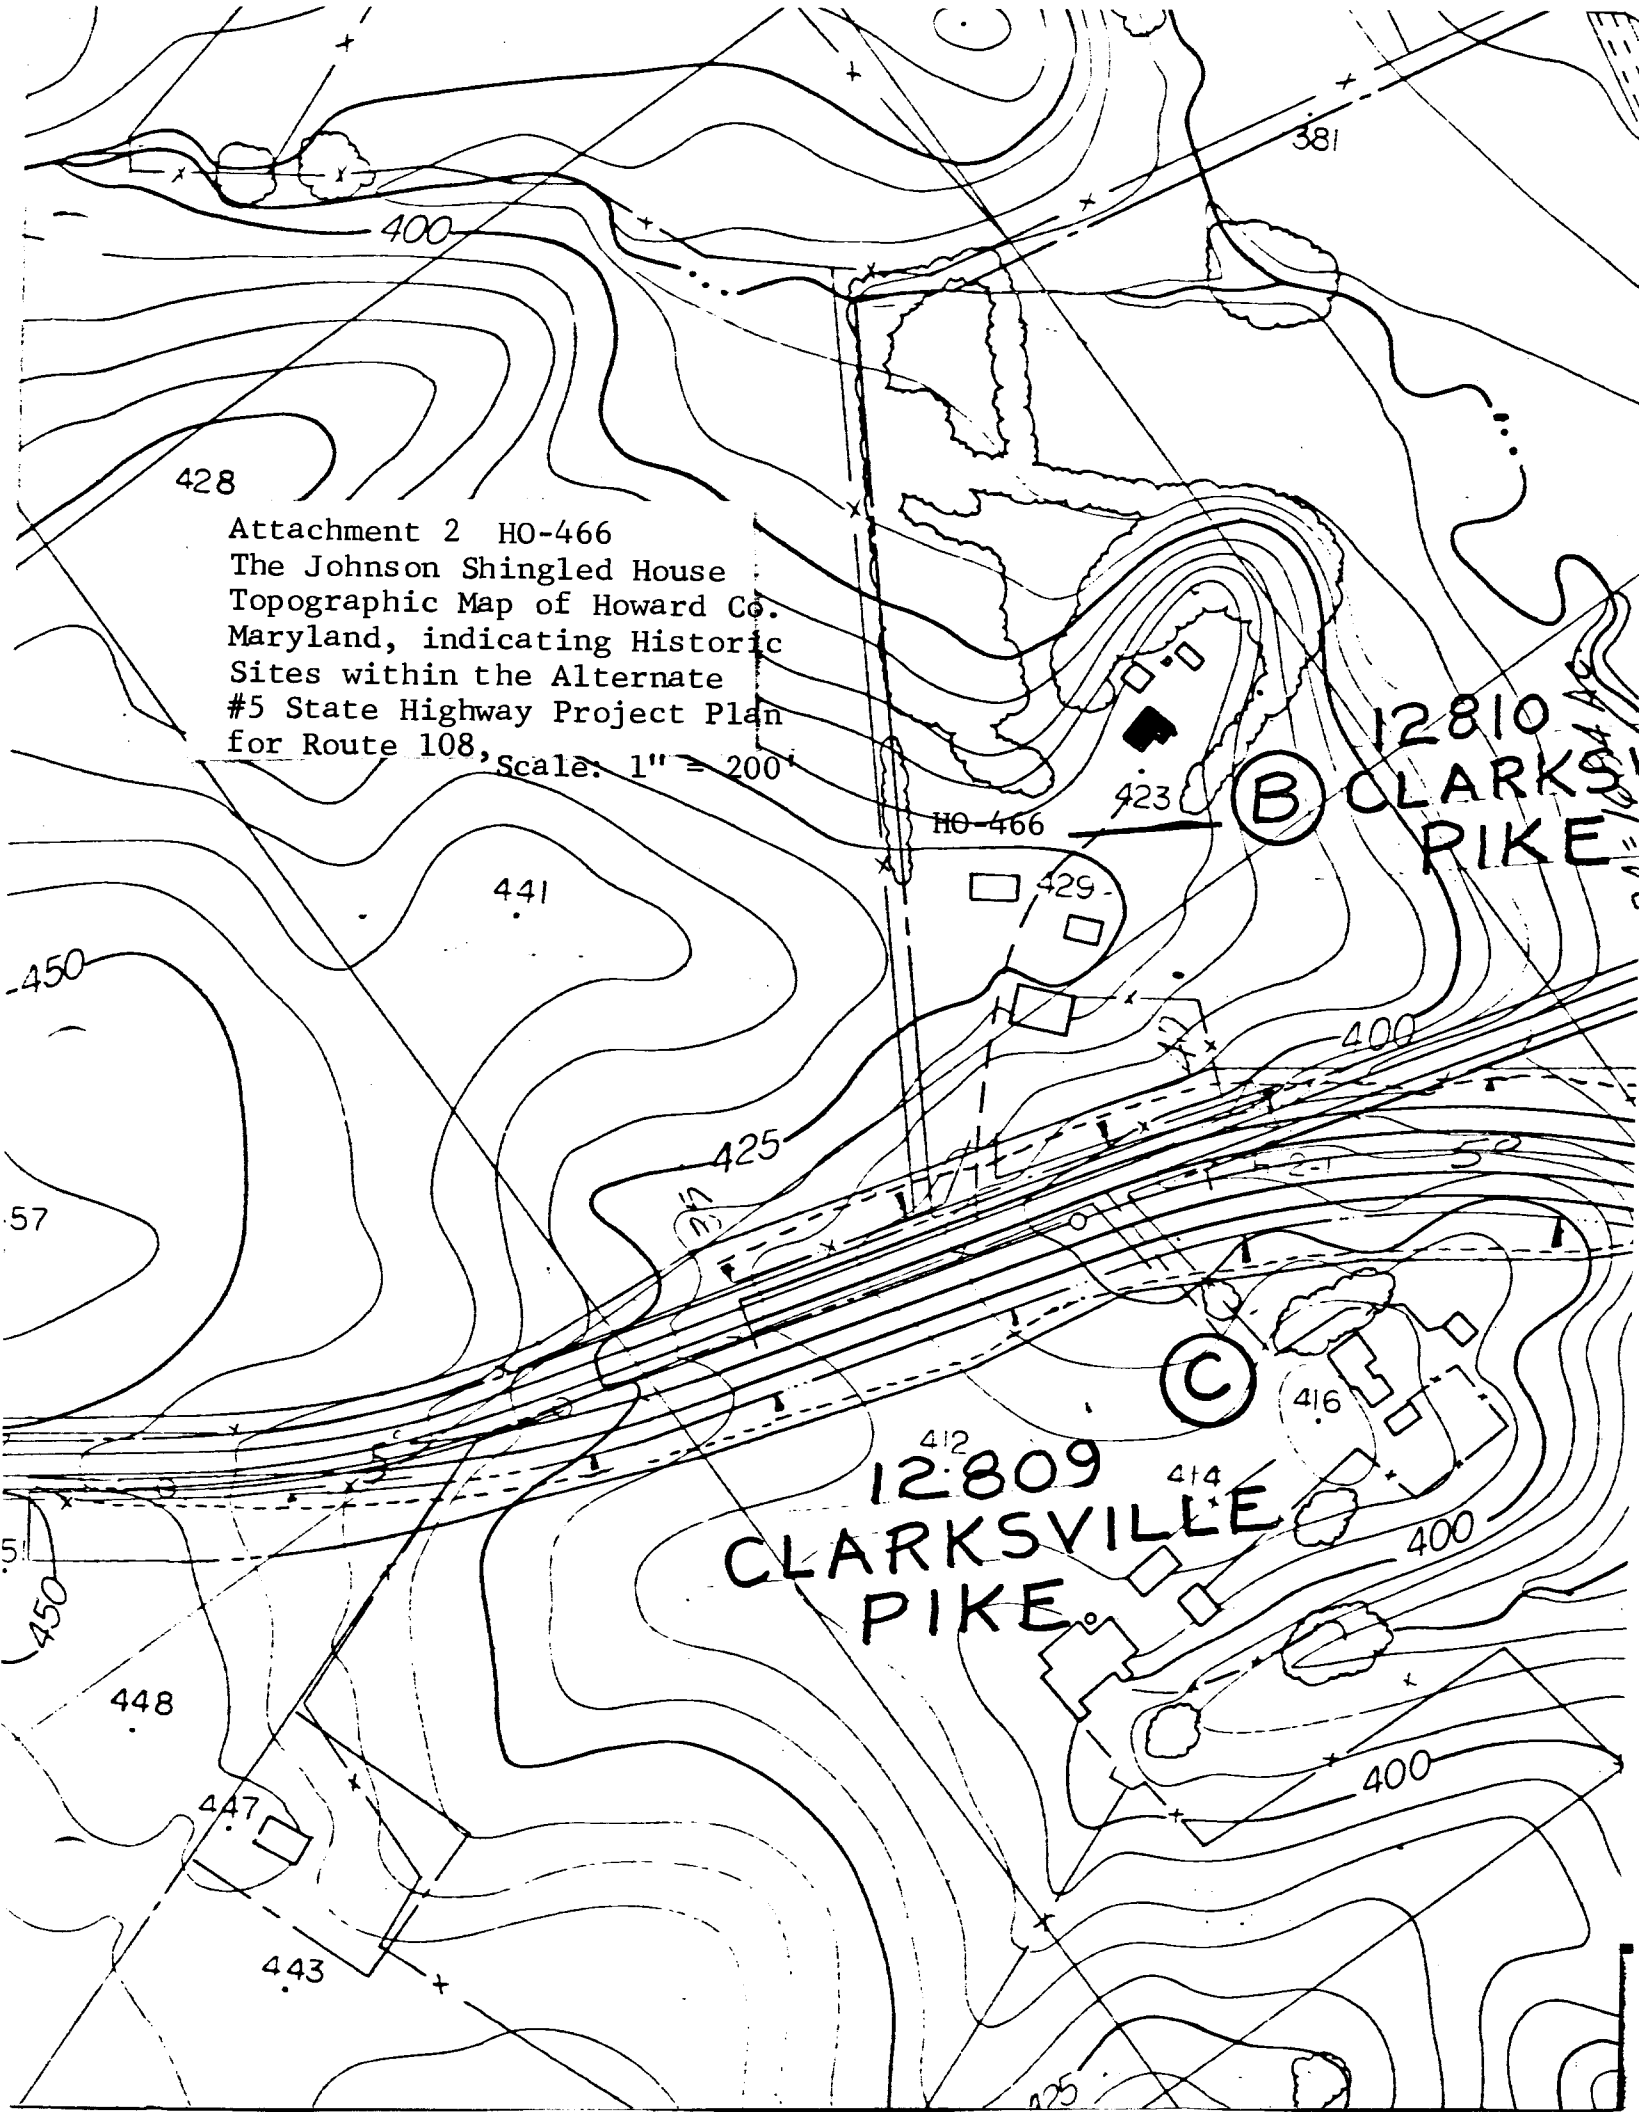 381
400
428
Attachment 2 HO-466
The Johnson Shingled House
Topographic Map of Howard Co.
Maryland, indicating Historic
Sites within the Alternate
#5 State Highway Project Plan
for Route 108, Scale: 1" = 200'
12810
CLARKS
PIKE
B
423
HO-466
429
441
450
400
425
57
C
416
412
12809
414
CLARKSVILLE
PIKE
400
450
448
400
447
443
425